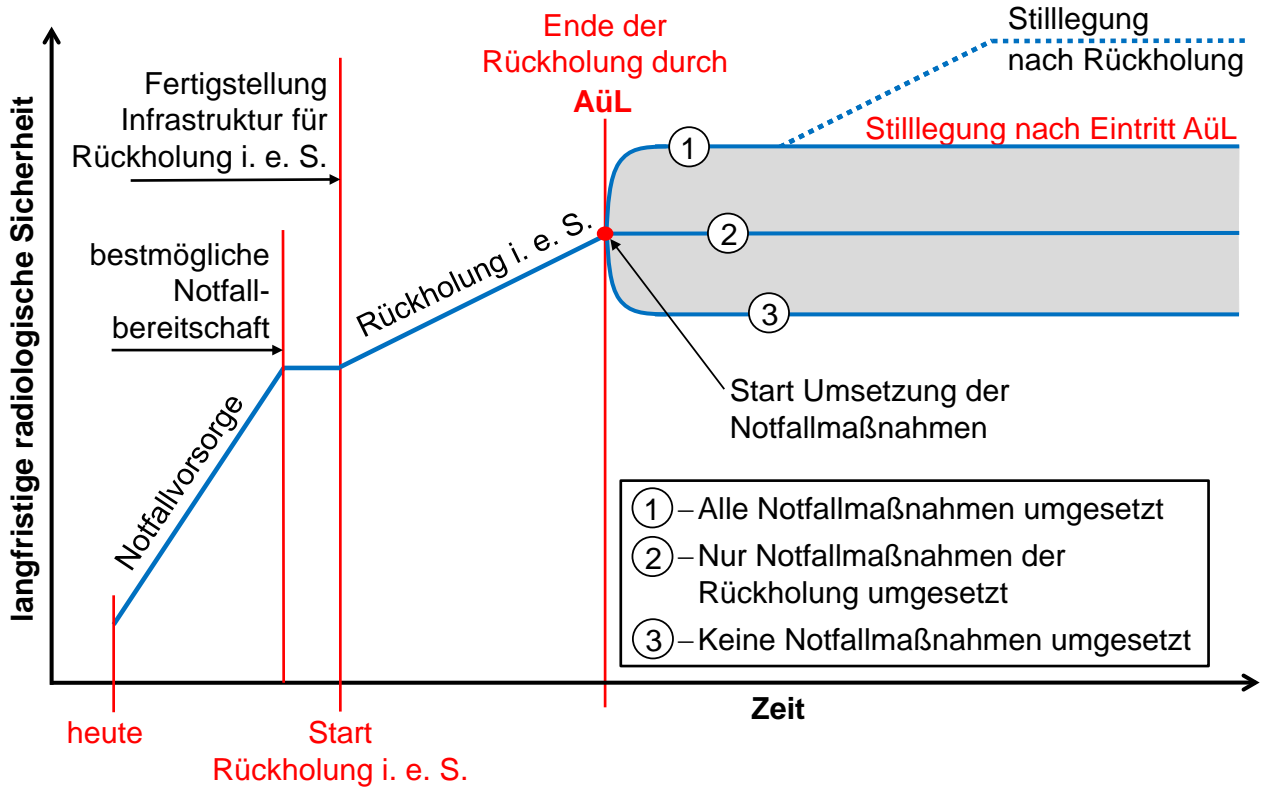 Stilllegung
nach Rückholung
Ende der
Rückholung durch
AüL
Stilllegung nach Eintritt AüL
Fertigstellung
Infrastruktur für
Rückholung i. e. S.
bestmögliche
Notfall-
bereitschaft
langfristige radiologische Sicherheit
Notfallvorsorge
Rückholung i. e. S.
1
2
3
Start Umsetzung der
Notfallmaßnahmen
1 – Alle Notfallmaßnahmen umgesetzt
2 – Nur Notfallmaßnahmen der
Rückholung umgesetzt
3 – Keine Notfallmaßnahmen umgesetzt
Zeit
heute
Start
Rückholung i. e. S.